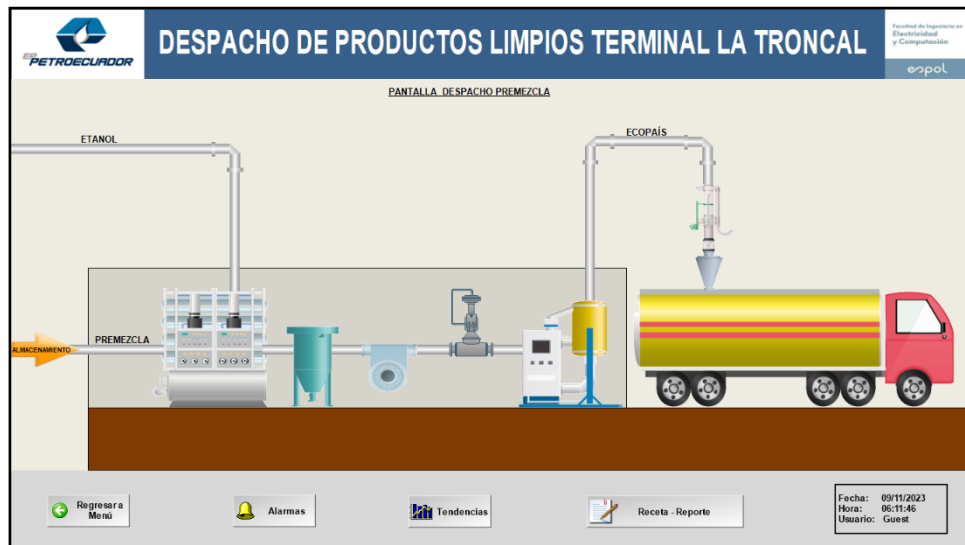 EP
PETROECUADOR
DESPACHO DE PRODUCTOS LIMPIOS TERMINAL LA TRONCAL
Facultad de Ingeniería en
Electricidad
y Computación
espol
PANTALLA DESPACHO PREMEZCLA
ETANOL
ECOPAÍS
PREMEZCLA
ALMACENAMIENTO
Regresar a
Menú
Alarmas
Tendencias
Receta - Reporte
Fecha: 09/11/2023
Hora: 06:11:46
Usuario: Guest